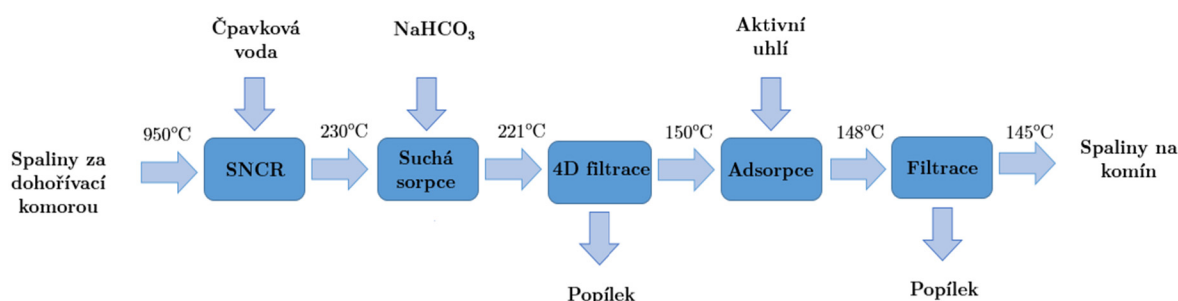 Čpavková
voda
NaHCO₃
Aktivní
uhlí
950°C
230°C
221°C
150°C
148°C
145°C
Spaliny za
dohořívací
komorou
SNCR
Suchá
sorpce
4D filtrace
Adsorpce
Filtrace
Spaliny na
komín
Popílek
Popílek